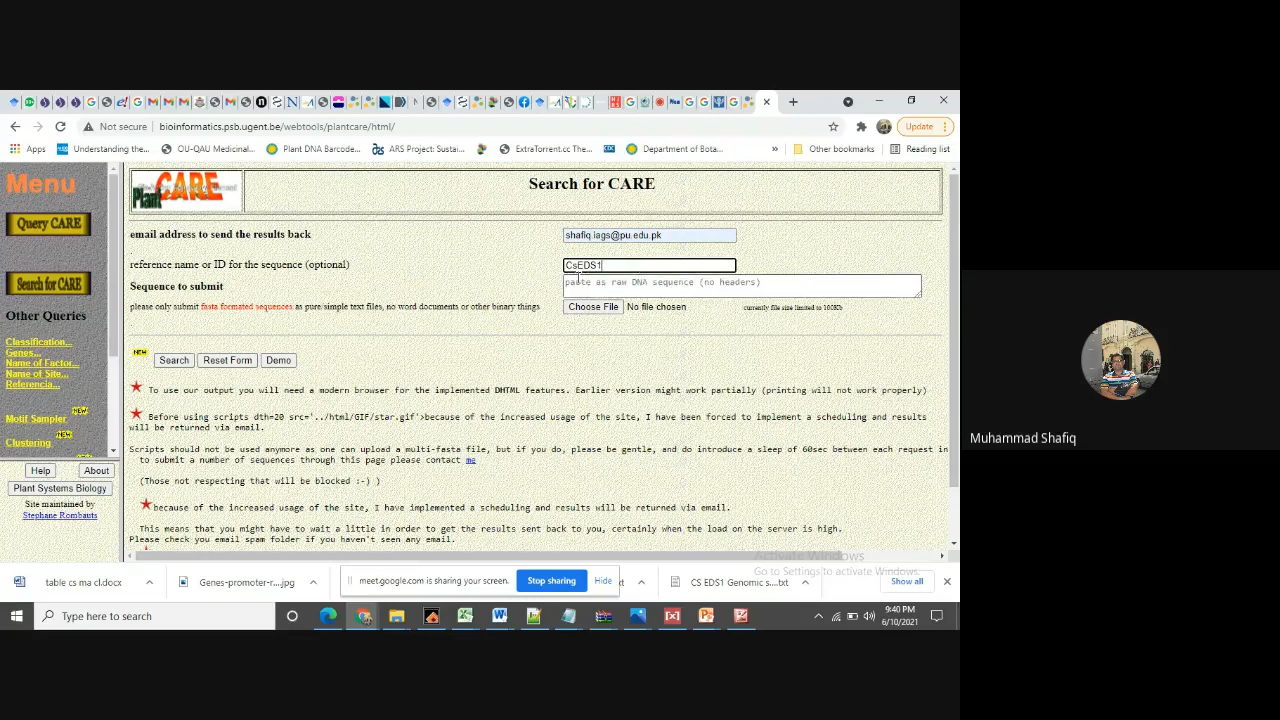 Not secure
bioinformatics.psb.ugent.be/webtools/plantcare/html/
Update
Apps
Understanding the...
OU-QAU Medicinal...
Plant DNA Barcode...
ARS Project: Sustai...
ExtraTorrent.cc The...
Department of Bota...
»
Other bookmarks
Reading list
Menu
Query CARE
Search for CARE
Other Queries
Classification...
Genes...
Name of Factor...
Name of Site...
Referencia...
Motif Sampler NEW
Clustering NEW
Help
About
Plant Systems Biology
Site maintained by
Stephane Rombauts
Plant CARE
Search for CARE
email address to send the results back
shafiq.iags@pu.edu.pk
reference name or ID for the sequence (optional)
CsEDS1
Sequence to submit
paste as raw DNA sequence (no headers)
please only submit fasta formated sequences as pure/simple text files, no word documents or other binary things
Choose File No file chosen
currently file size limited to 100Kb
NEW
Search
Reset Form
Demo
To use our output you will need a modern browser for the implemented DHTML features. Earlier version might work partially (printing will not work properly)
Before using scripts dth=20 src='../html/GIF/star.gif'>because of the increased usage of the site, I have been forced to implement a scheduling and results
will be returned via email.
Scripts should not be used anymore as one can upload a multi-fasta file, but if you do, please be gentle, and do introduce a sleep of 60sec between each request in
to submit a number of sequences through this page please contact me
(Those not respecting that will be blocked :-) )
because of the increased usage of the site, I have implemented a scheduling and results will be returned via email.
This means that you might have to wait a little in order to get the results sent back to you, certainly when the load on the server is high.
Please check you email spam folder if you haven't seen any email.
Activate Windows
Go to Settings to activate Windows.
table cs ma cl.docx
Genes-promoter-r....jpg
meet.google.com is sharing your screen.
Stop sharing
Hide
xt
CS EDS1 Genomic s....txt
Show all
Type here to search
9:40 PM
6/10/2021
Muhammad Shafiq